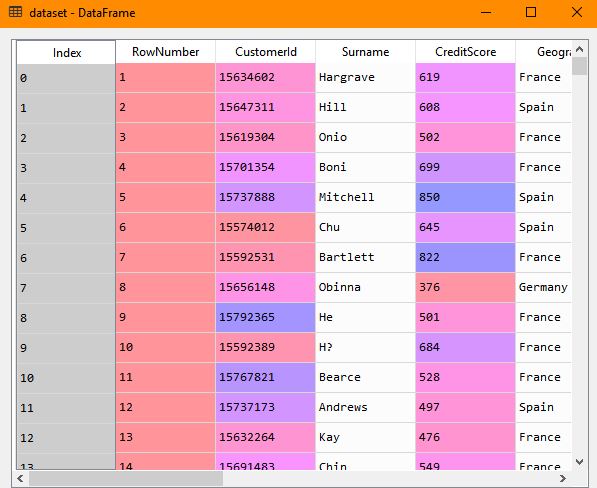 dataset - DataFrame
Index RowNumber CustomerId Surname CreditScore Geogra
0 1 15634602 Hargrave 619 France
1 2 15647311 Hill 608 Spain
2 3 15619304 Onio 502 France
3 4 15701354 Boni 699 France
4 5 15737888 Mitchell 850 Spain
5 6 15574012 Chu 645 Spain
6 7 15592531 Bartlett 822 France
7 8 15656148 Obinna 376 Germany
8 9 15792365 He 501 France
9 10 15592389 H? 684 France
10 11 15767821 Bearce 528 France
11 12 15737173 Andrews 497 Spain
12 13 15632264 Kay 476 France
13 14 15691483 Chin 549 France